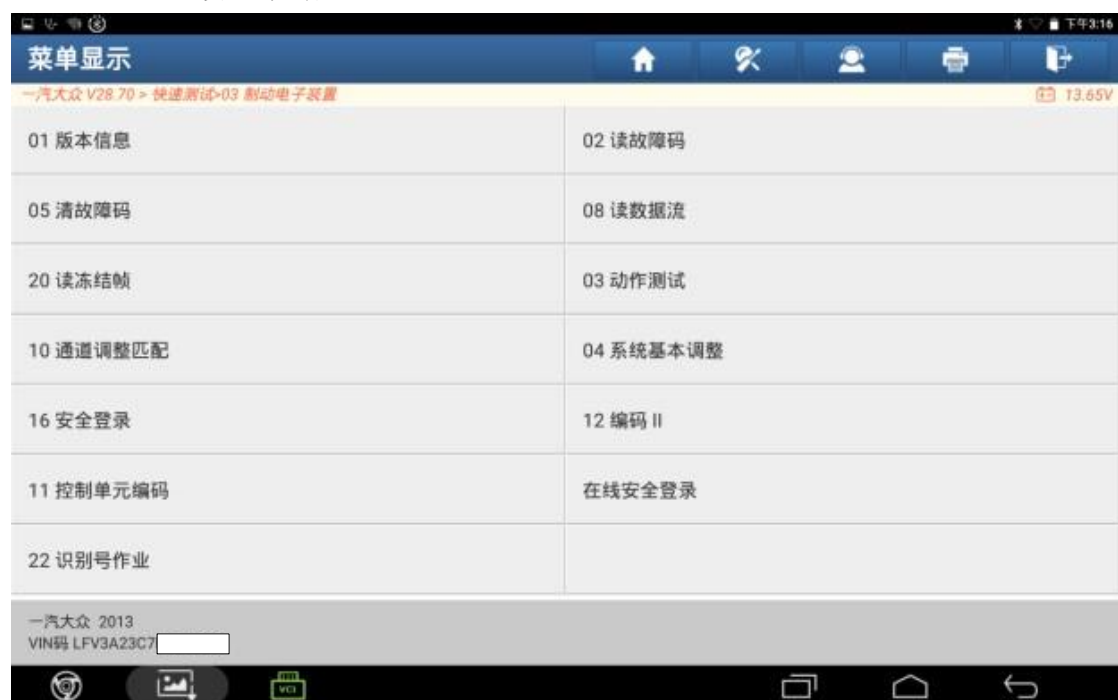 下午3:16
菜单显示
一汽大众 V28.70 > 快速测试>03 制动电子装置
13.65V
01 版本信息
02 读故障码
05 清故障码
08 读数据流
20 读冻结帧
03 动作测试
10 通道调整匹配
04 系统基本调整
16 安全登录
12 编码 II
11 控制单元编码
在线安全登录
22 识别号作业
一汽大众 2013
VIN码 LFV3A23C7
VCI